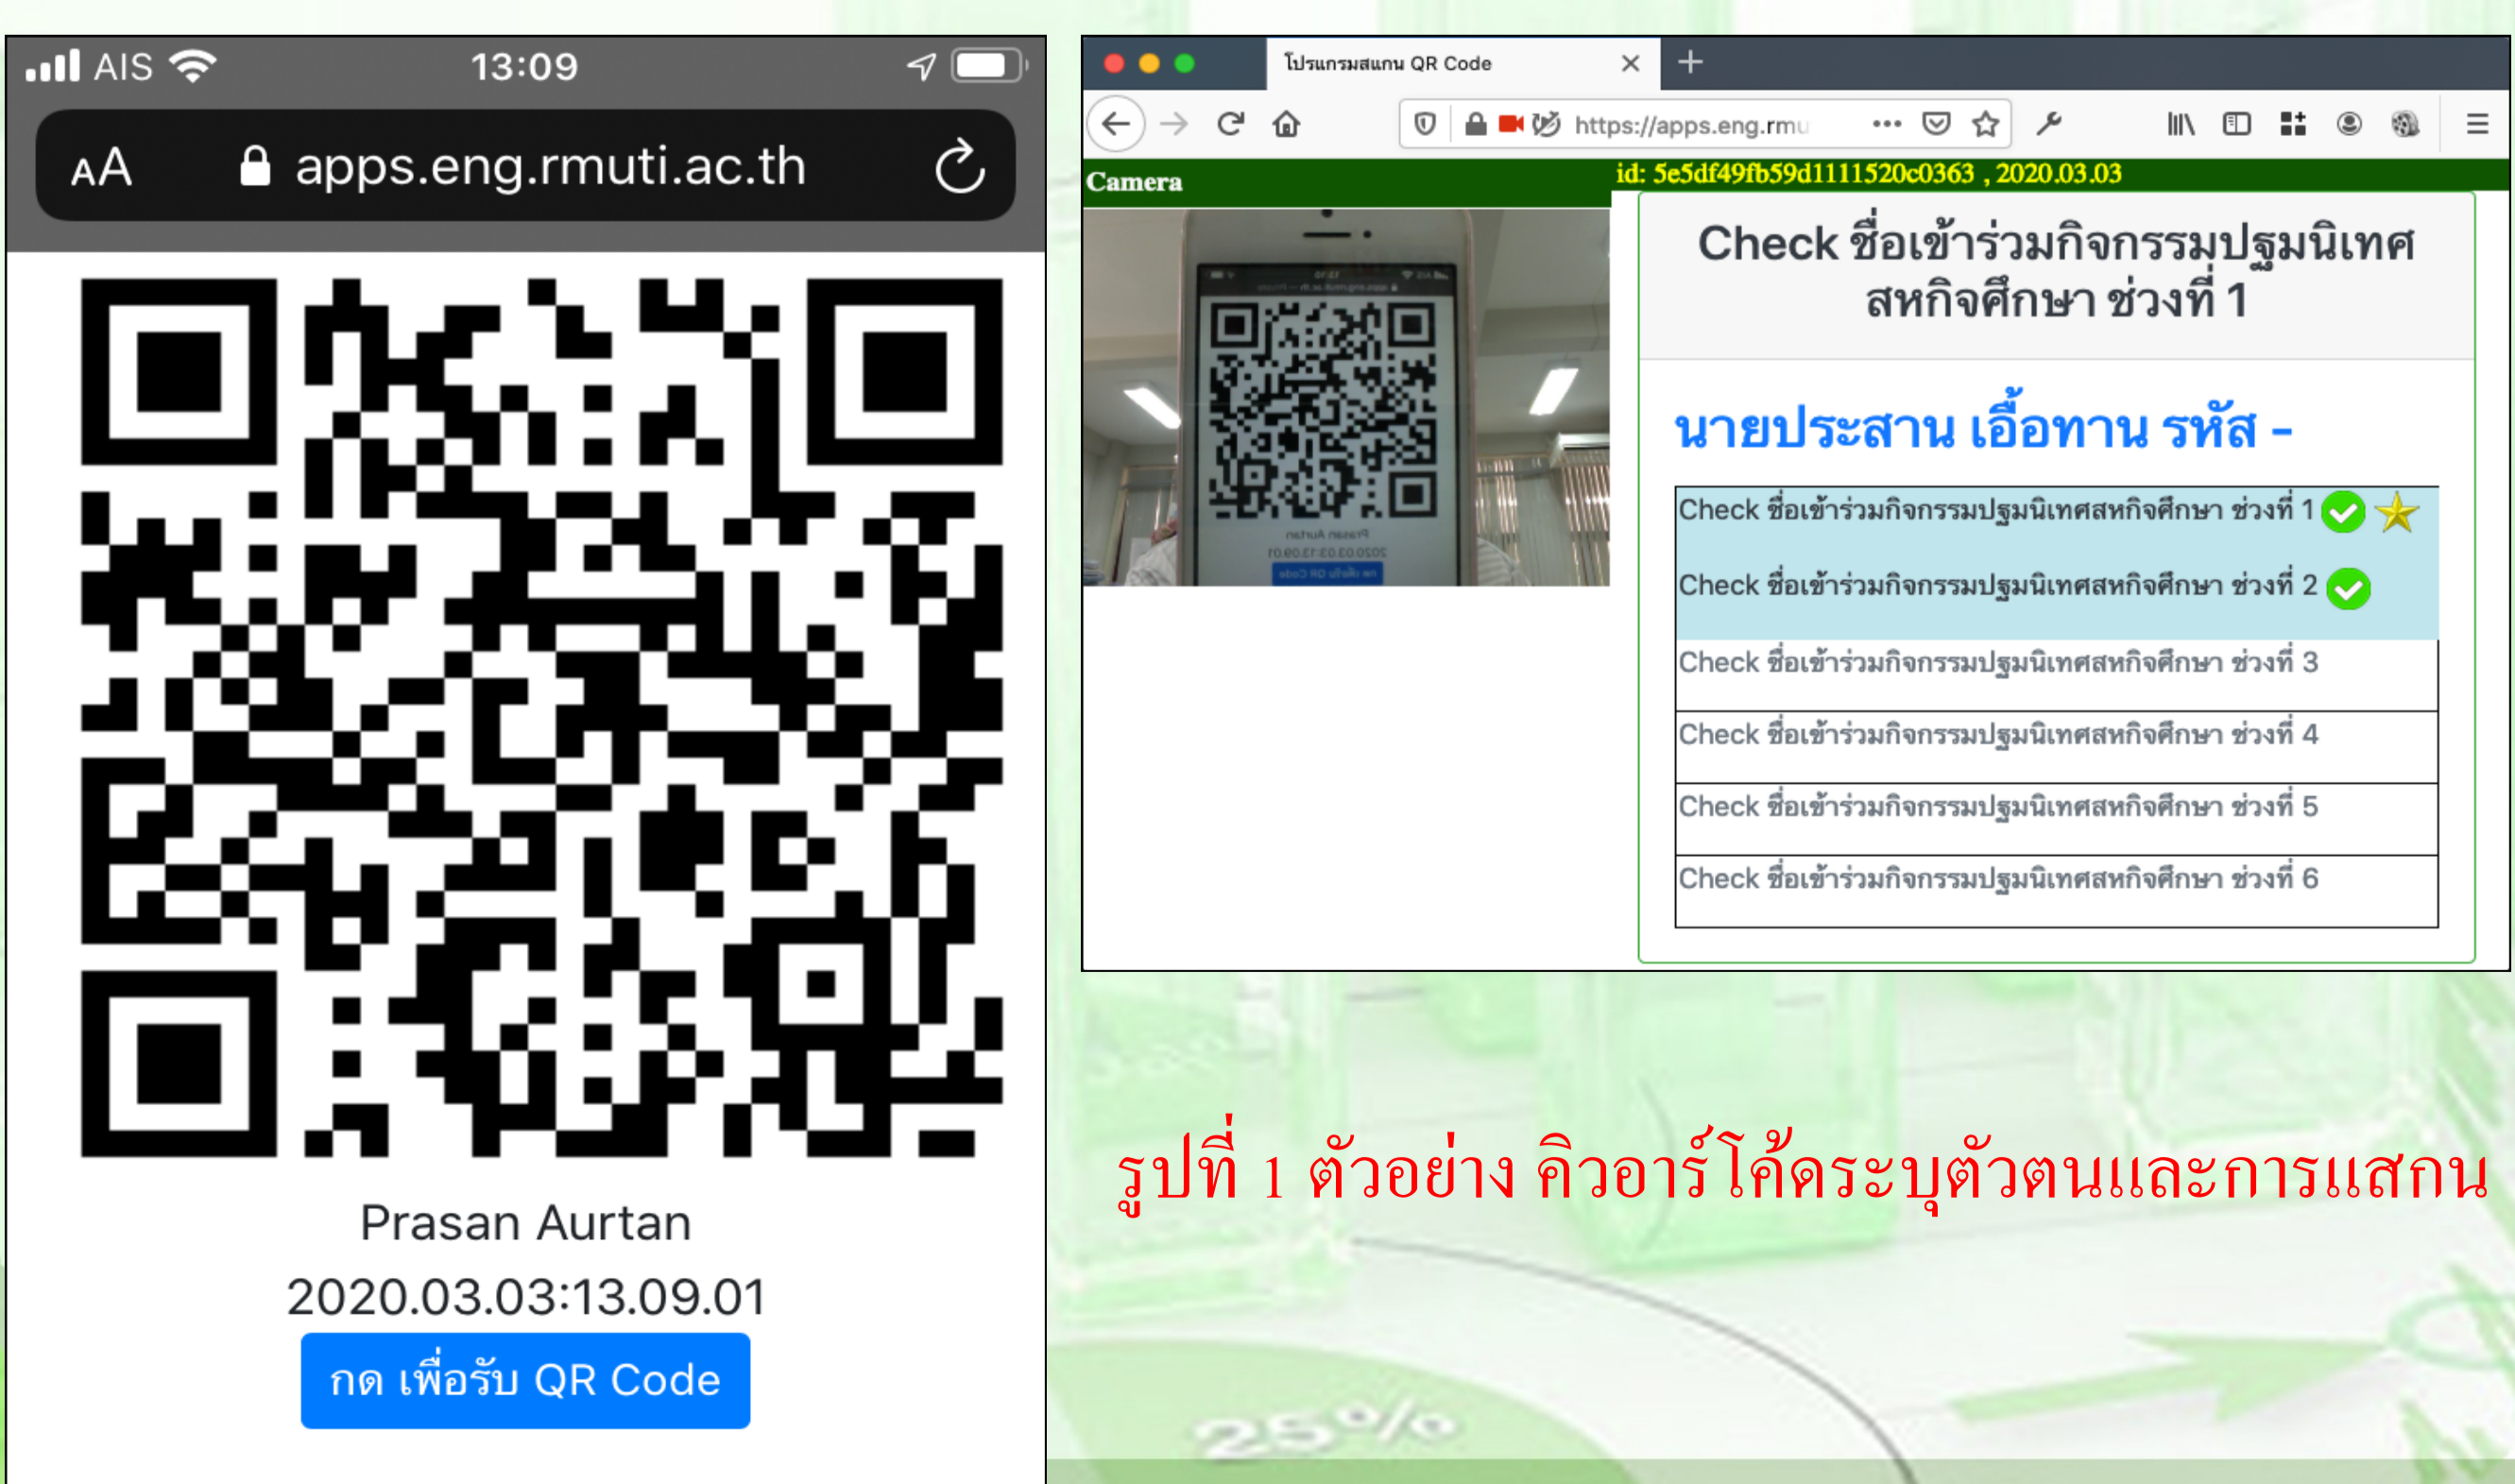 AIS 13:09
AA apps.eng.rmuti.ac.th
Prasan Aurtan
2020.03.03:13.09.01
กด เพื่อรับ QR Code
โปรแกรมสแกน QR Code
https://apps.eng.rmu
Camera
id: 5e5df49fb59d1111520c0363 , 2020.03.03
Prasan Aurtan
2020.03.03:13.09.01
กด เพื่อรับ QR Code
Check ชื่อเข้าร่วมกิจกรรมปฐมนิเทศ
สหกิจศึกษา ช่วงที่ 1
นายประสาน เอื้อทาน รหัส -
Check ชื่อเข้าร่วมกิจกรรมปฐมนิเทศสหกิจศึกษา ช่วงที่ 1
Check ชื่อเข้าร่วมกิจกรรมปฐมนิเทศสหกิจศึกษา ช่วงที่ 2
Check ชื่อเข้าร่วมกิจกรรมปฐมนิเทศสหกิจศึกษา ช่วงที่ 3
Check ชื่อเข้าร่วมกิจกรรมปฐมนิเทศสหกิจศึกษา ช่วงที่ 4
Check ชื่อเข้าร่วมกิจกรรมปฐมนิเทศสหกิจศึกษา ช่วงที่ 5
Check ชื่อเข้าร่วมกิจกรรมปฐมนิเทศสหกิจศึกษา ช่วงที่ 6
รูปที่ 1 ตัวอย่าง คิวอาร์โค้ดระบุตัวตนและการแสกน
25%